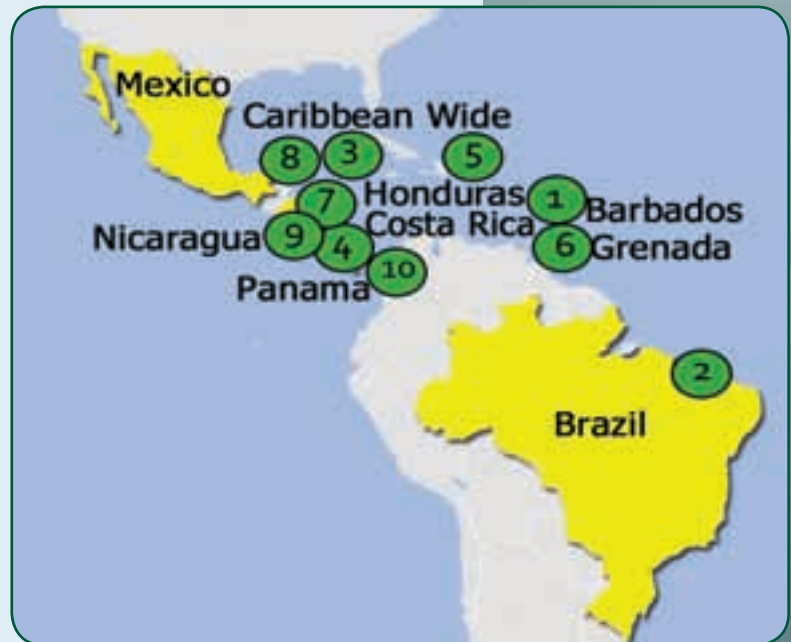 Mexico
Caribbean Wide
8 3 5
7 Honduras 1 Barbados
Nicaragua 9 4 Costa Rica 6 Grenada
Panamá 10
2
Brazil